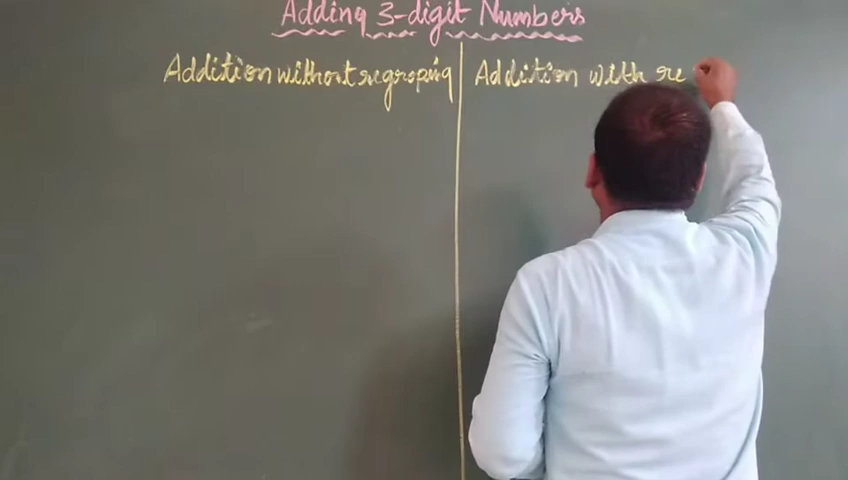 Adding 3-digit Numbers
Addition without regroping
Addition with re